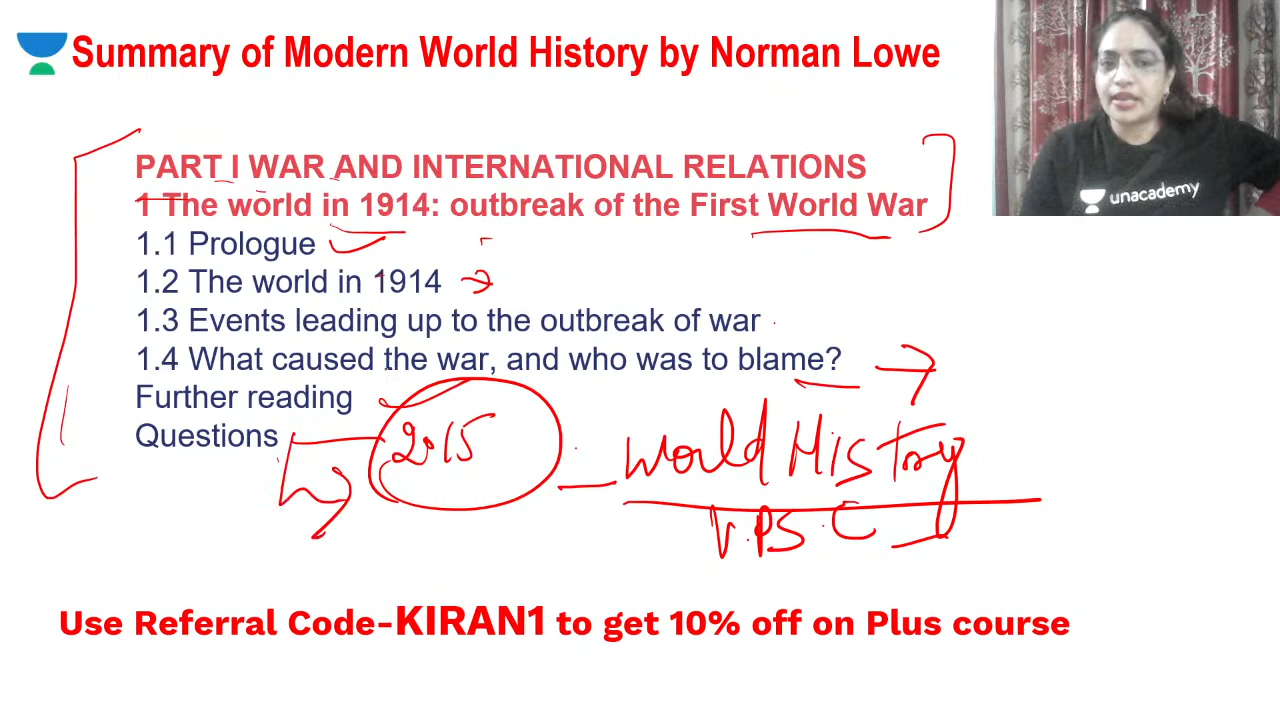 Summary of Modern World History by Norman Lowe
unacademy
PART I WAR AND INTERNATIONAL RELATIONS
1 The world in 1914: outbreak of the First World War
1.1 Prologue
1.2 The world in 1914
1.3 Events leading up to the outbreak of war
1.4 What caused the war, and who was to blame?
Further reading
Questions
2015 - World History
U.P.S.C
Use Referral Code-KIRAN1 to get 10% off on Plus course